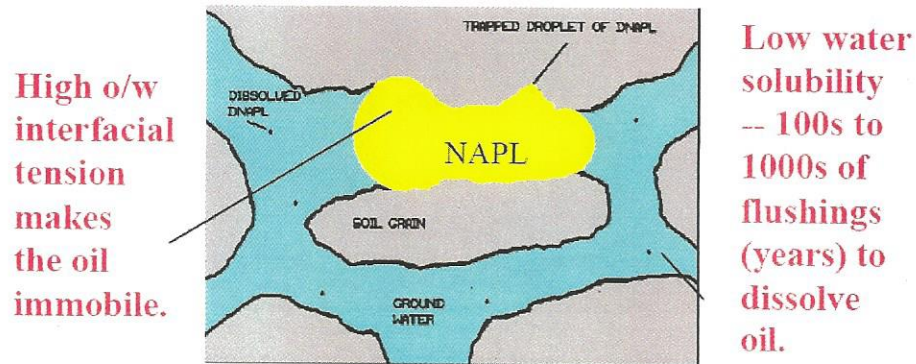 High o/w
interfacial
tension
makes
the oil
immobile.
TRAPPED DROPLET OF DNAPL
DISSOLVED
DNAPL
NAPL
SOIL GRAIN
GROUND
WATER
Low water
solubility
-- 100s to
1000s of
flushings
(years) to
dissolve
oil.